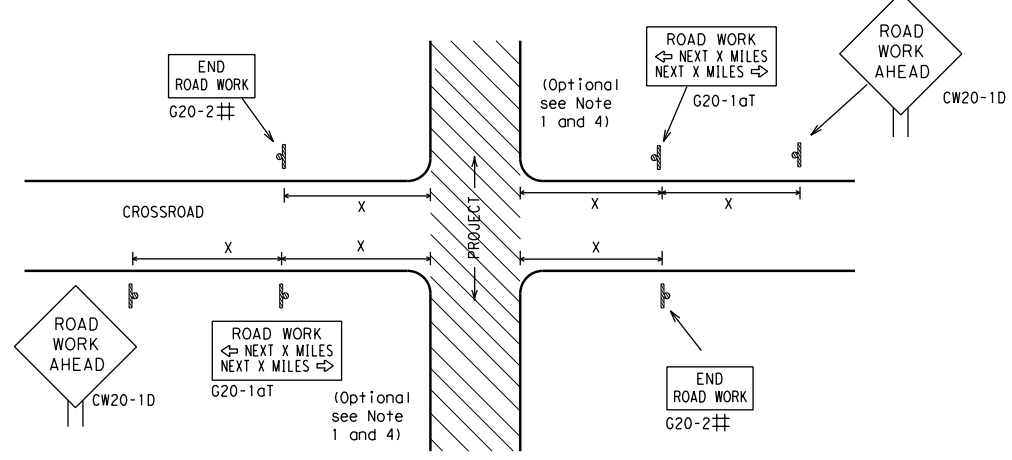 END
ROAD WORK
G20-2#
ROAD WORK
⇦ NEXT X MILES
NEXT X MILES ⇨
G20-1aT
(Optional
see Note
1 and 4)
ROAD
WORK
AHEAD
CW20-1D
X
X
X
CROSSROAD
PROJECT
X
X
X
ROAD
WORK
AHEAD
CW20-1D
ROAD WORK
⇦ NEXT X MILES
NEXT X MILES ⇨
G20-1aT
(Optional
see Note
1 and 4)
END
ROAD WORK
G20-2#